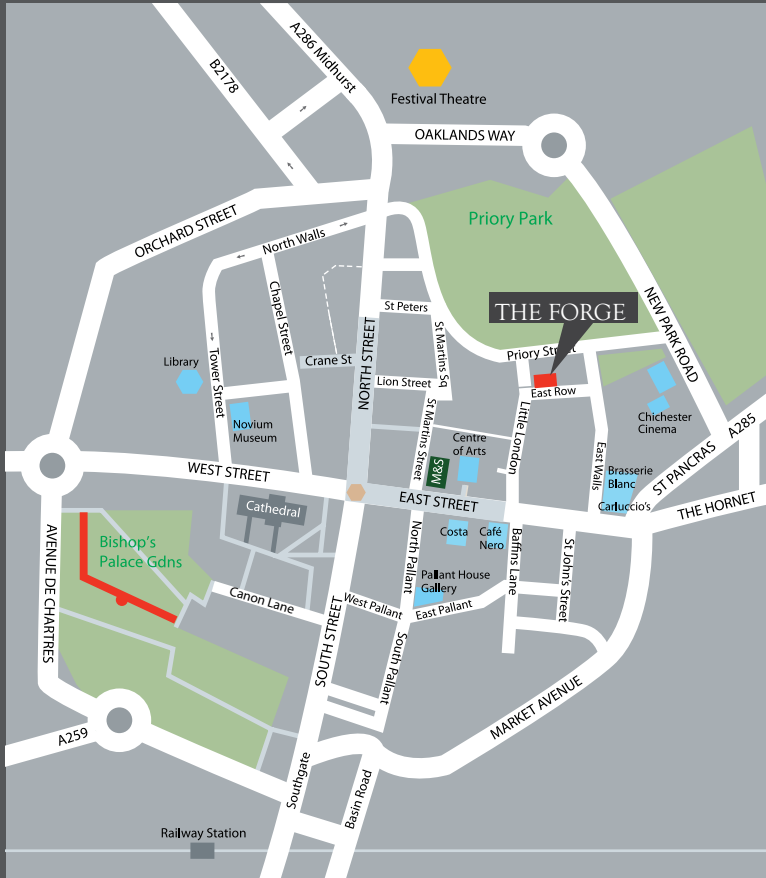 A286 Midhurst
B2178
Festival Theatre
OAKLANDS WAY
ORCHARD STREET
North Walls
Priory Park
NEW PARK ROAD
THE FORGE
Chapel Street
St Peters
St Martins Sq
NORTH STREET
Priory Street
Crane St
Library
Tower Street
Lion Street
East Row
Little London
Novium
Museum
St Martins Street
Centre
of Arts
M&S
East Walls
Chichester
Cinema
A285
ST PANCRAS
Brasserie
Blanc
Carluccio's
THE HORNET
WEST STREET
EAST STREET
Cathedral
AVENUE DE CHARTRES
Bishop's
Palace Gdns
Costa
Café
Nero
North Pallant
Baffins Lane
St John's Street
Pallant House
Gallery
Canon Lane
West Pallant
East Pallant
SOUTH STREET
South Pallant
MARKET AVENUE
A259
Southgate
Basin Road
Railway Station